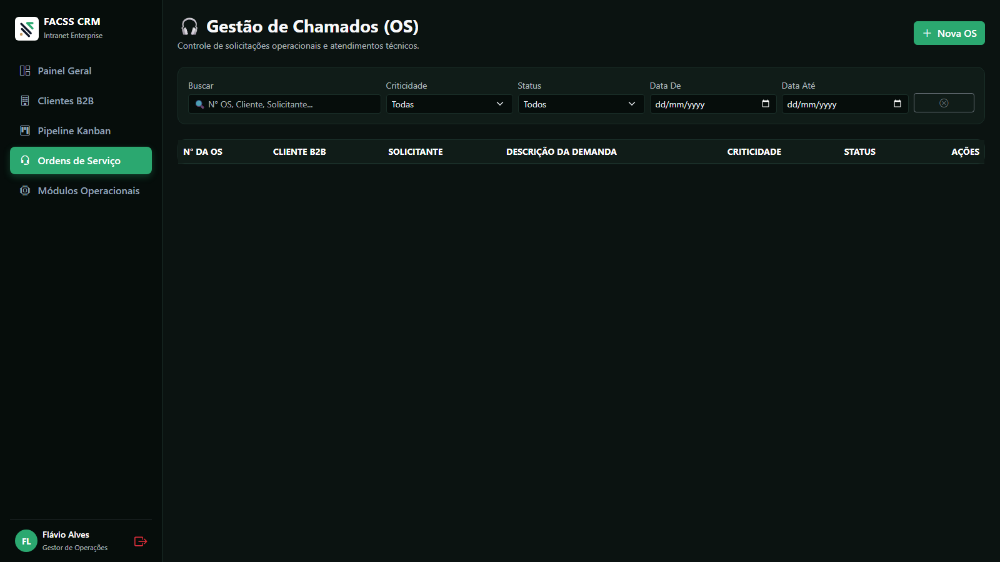 FACSS CRM
Intranet Enterprise
Painel Geral
Clientes B2B
Pipeline Kanban
Ordens de Serviço
Módulos Operacionais
FL
Flávio Alves
Gestor de Operações
Gestão de Chamados (OS)
Controle de solicitações operacionais e atendimentos técnicos.
+ Nova OS
Buscar
Criticidade
Status
Data De
Data Até
N° OS, Cliente, Solicitante...
Todas
Todos
dd/mm/yyyy
dd/mm/yyyy
N° DA OS
CLIENTE B2B
SOLICITANTE
DESCRIÇÃO DA DEMANDA
CRITICIDADE
STATUS
AÇÕES